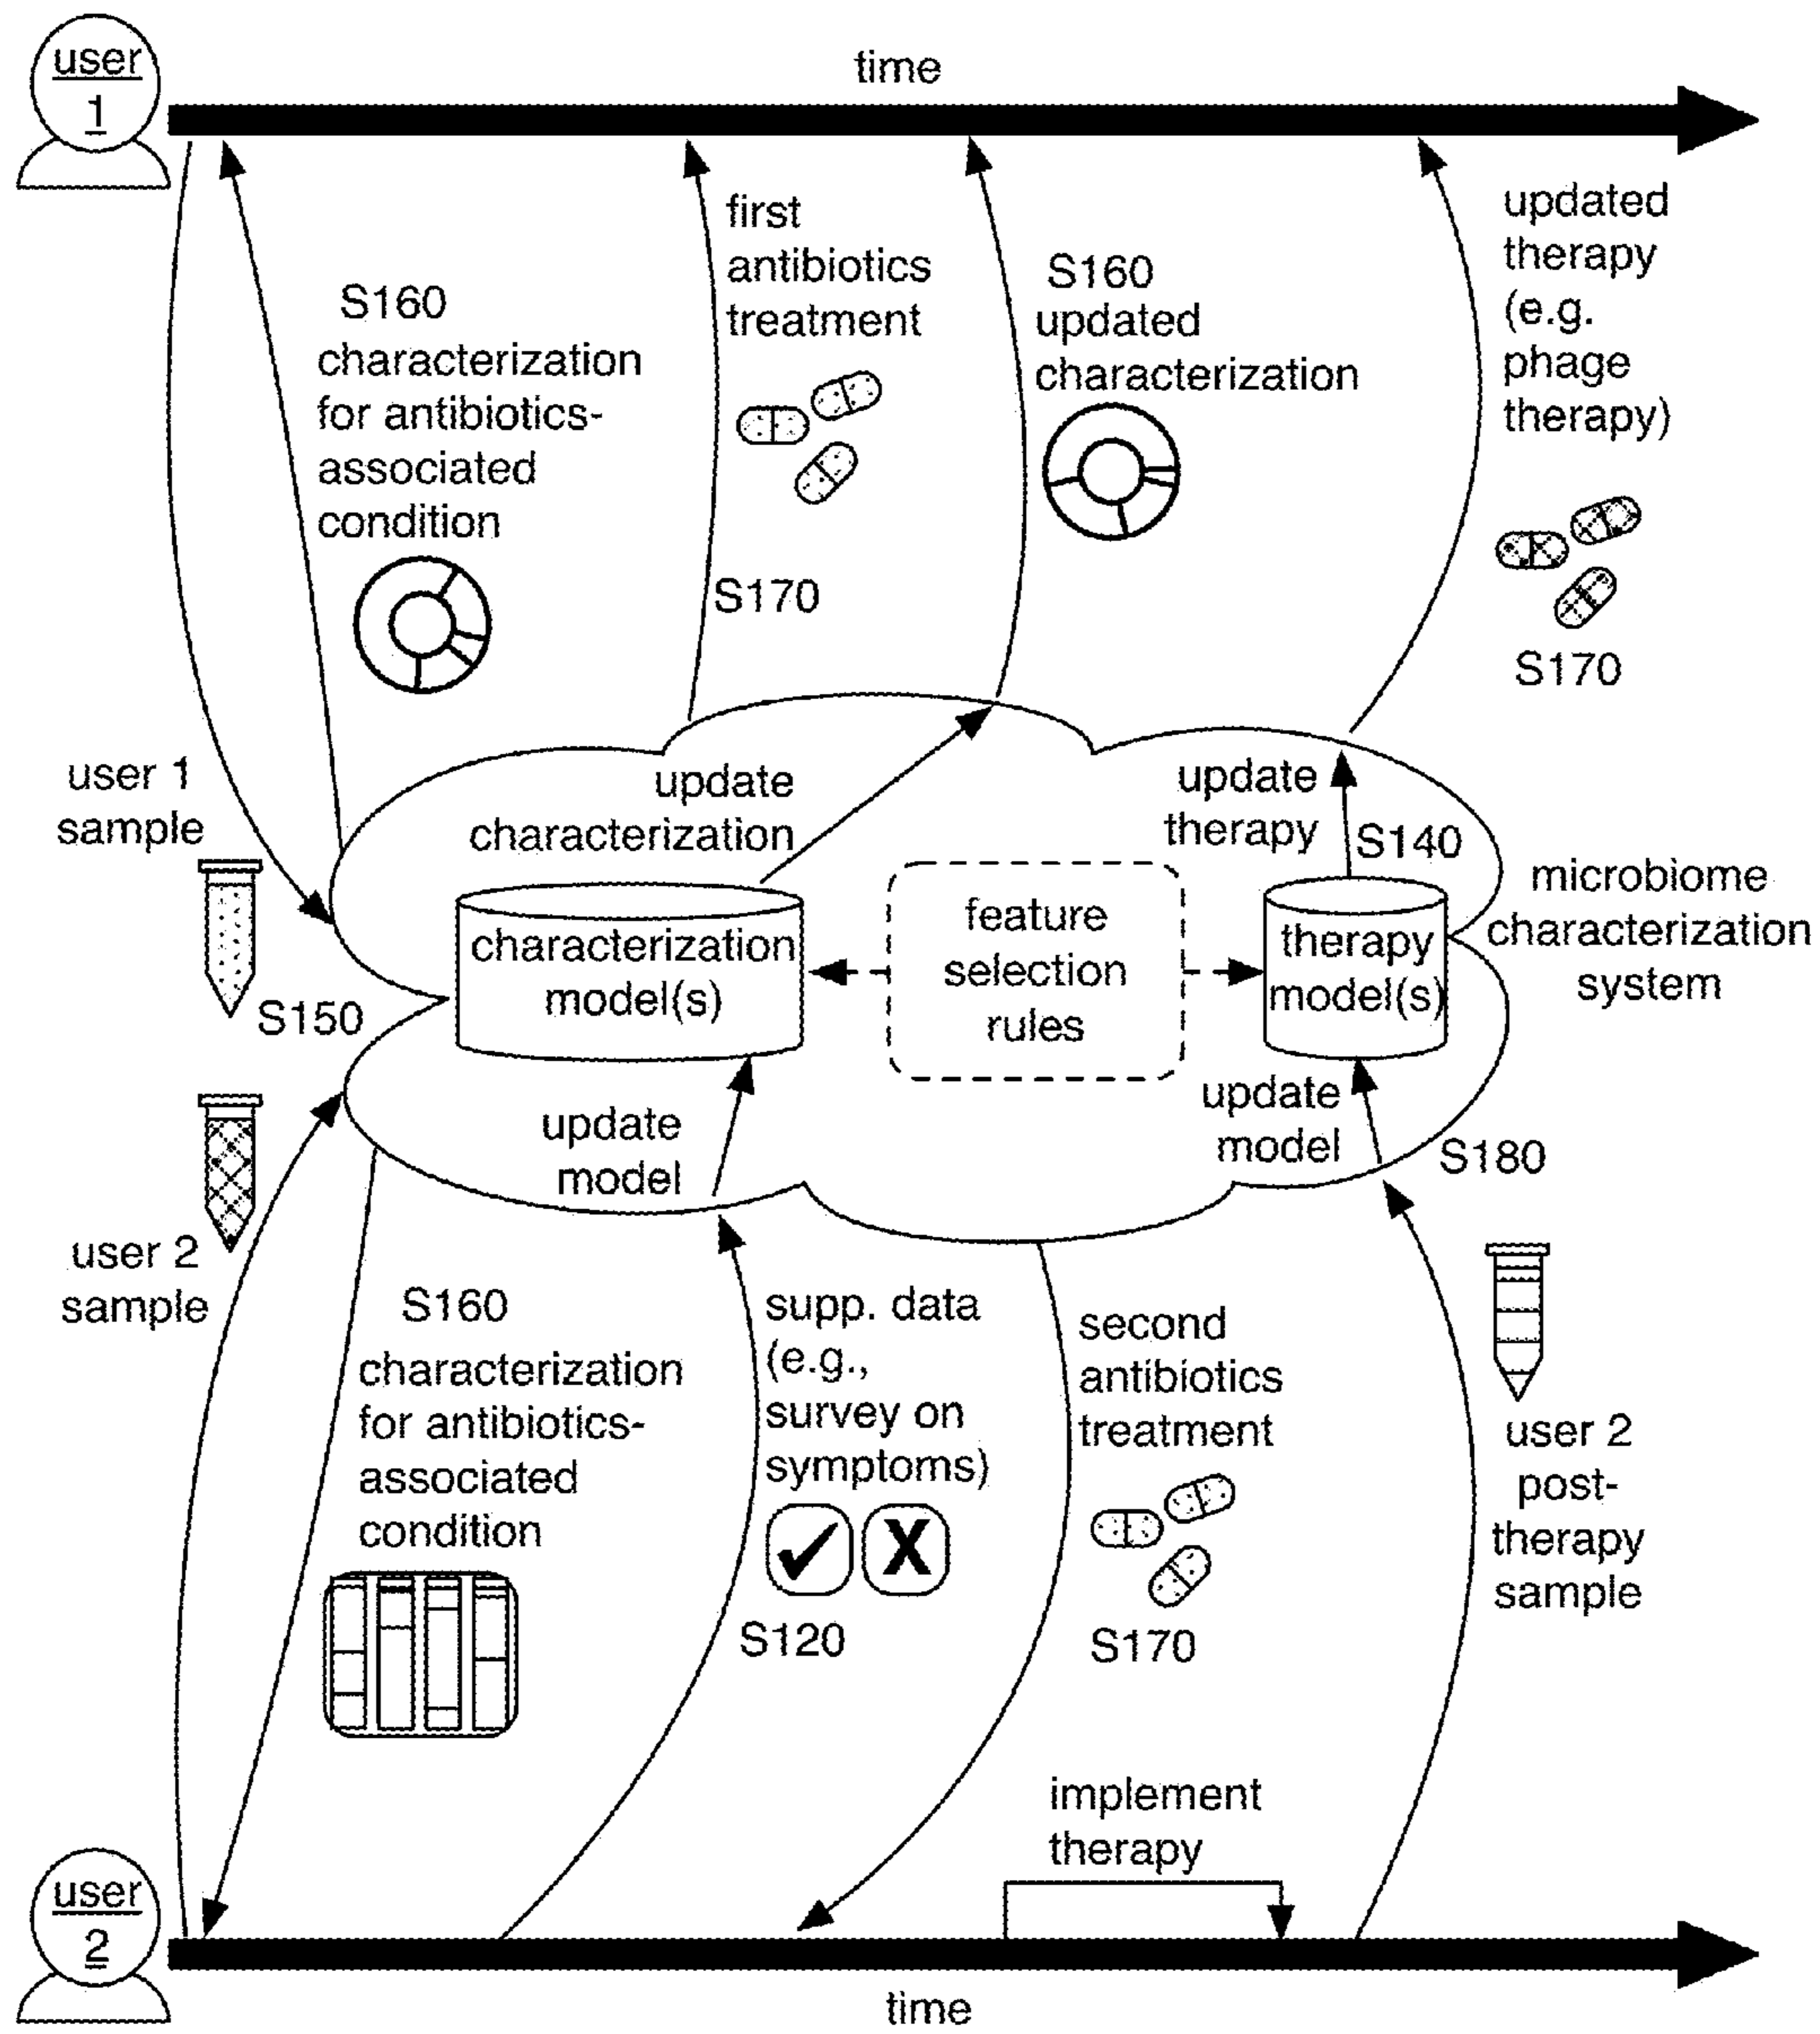 user
1
time
S160
characterization
for antibiotics-
associated
condition
first
antibiotics
treatment
S170
S160
updated
characterization
updated
therapy
(e.g.
phage
therapy)
S170
user 1
sample
S150
update
characterization
update
therapy
S140
characterization
model(s)
feature
selection
rules
therapy
model(s)
microbiome
characterization
system
update
model
update
model
S180
user 2
sample
S160
characterization
for antibiotics-
associated
condition
supp. data
(e.g.,
survey on
symptoms)
S120
second
antibiotics
treatment
S170
user 2
post-
therapy
sample
implement
therapy
user
2
time